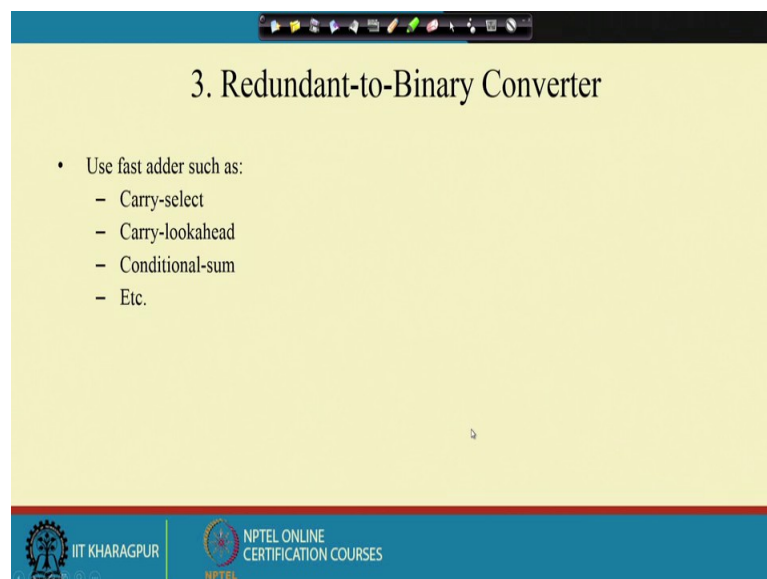 3. Redundant-to-Binary Converter
• Use fast adder such as:
– Carry-select
– Carry-lookahead
– Conditional-sum
– Etc.
IIT KHARAGPUR
NPTEL ONLINE
CERTIFICATION COURSES
NPTEL